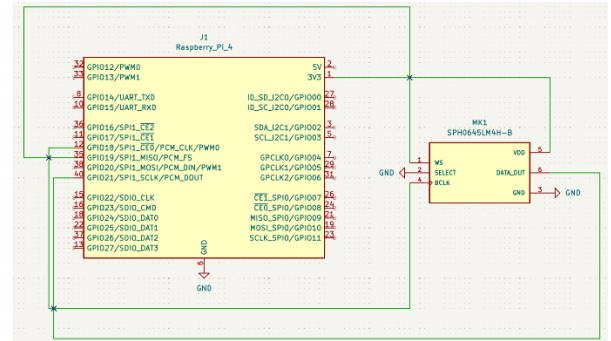 J1
Raspberry_Pi_4
32 GPIO12/PWM0
33 GPIO13/PWM1
8 GPIO14/UART_TXD
10 GPIO15/UART_RXD
36 GPIO16/SPI1_CE2
11 GPIO17/SPI1_CE1
12 GPIO18/SPI1_CE0/PCM_CLK/PWM0
35 GPIO19/SPI1_MISO/PCM_FS
38 GPIO20/SPI1_MOSI/PCM_DIN/PWM1
40 GPIO21/SPI1_SCLK/PCM_DOUT
15 GPIO22/SDIO_CLK
16 GPIO23/SDIO_CMD
18 GPIO24/SDIO_DAT0
22 GPIO25/SDIO_DAT1
37 GPIO26/SDIO_DAT2
13 GPIO27/SDIO_DAT3
5V 2
3V3 1
ID_SD_I2C0/GPIO00 27
ID_SC_I2C0/GPIO01 28
SDA_I2C1/GPIO02 3
SCL_I2C1/GPIO03 5
GPCLK0/GPIO04 7
GPCLK1/GPIO05 29
GPCLK2/GPIO06 31
CE1_SPI0/GPIO07 26
CE0_SPI0/GPIO08 24
MISO_SPI0/GPIO09 21
MOSI_SPI0/GPIO10 19
SCLK_SPI0/GPIO11 23
GND
6
GND
MK1
SPH0645LM4H-B
1 WS
GND 2 SELECT
4 BCLK
VDD 5
DATA_OUT 6
GND 3 GND